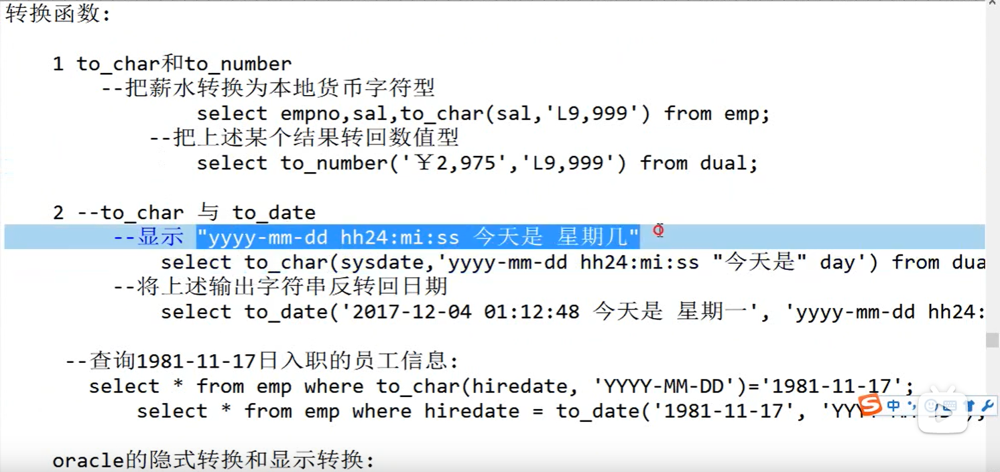 转换函数:
1 to_char和to_number
--把薪水转换为本地货币字符型
select empno,sal,to_char(sal,'L9,999') from emp;
--把上述某个结果转回数值型
select to_number('￥2,975','L9,999') from dual;
2 --to_char 与 to_date
--显示 "yyyy-mm-dd hh24:mi:ss 今天是 星期几"
select to_char(sysdate,'yyyy-mm-dd hh24:mi:ss "今天是" day') from dua
--将上述输出字符串反转回日期
select to_date('2017-12-04 01:12:48 今天是 星期一', 'yyyy-mm-dd hh24:
--查询1981-11-17日入职的员工信息:
select * from emp where to_char(hiredate, 'YYYY-MM-DD')='1981-11-17';
select * from emp where hiredate = to_date('1981-11-17', 'YYY
中
oracle的隐式转换和显示转换: